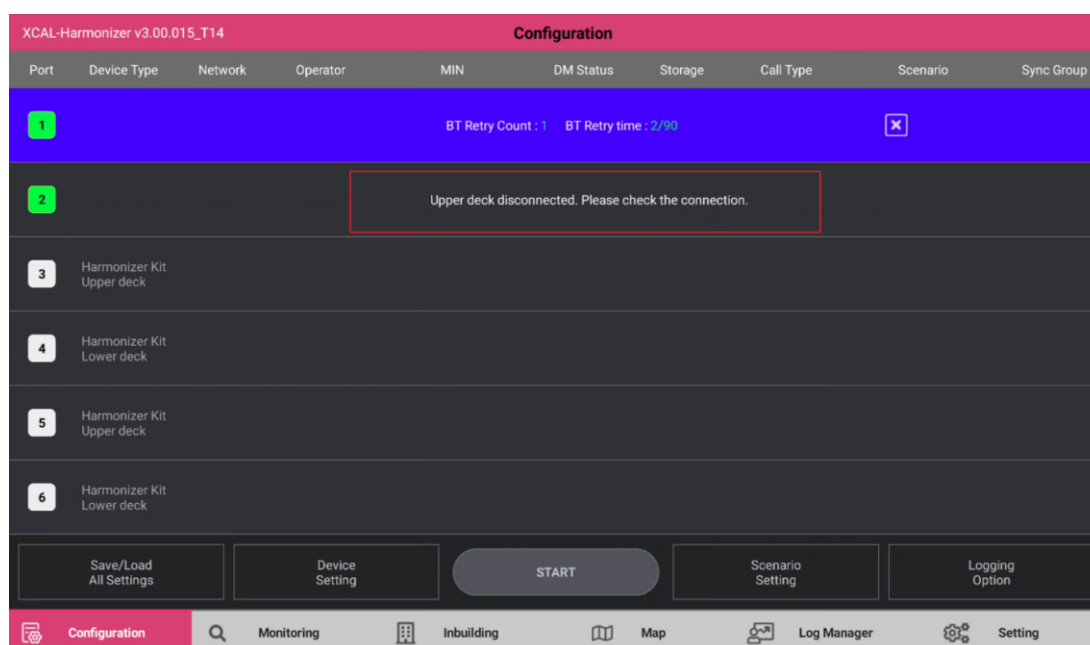 XCAL-Harmonizer v3.00.015_T14 Configuration
Port Device Type Network Operator MIN DM Status Storage Call Type Scenario Sync Group
1 BT Retry Count : 1 BT Retry time : 2/90
2 Upper deck disconnected. Please check the connection.
3 Harmonizer Kit
Upper deck
4 Harmonizer Kit
Lower deck
5 Harmonizer Kit
Upper deck
6 Harmonizer Kit
Lower deck
Save/Load
All Settings
Device
Setting
START
Scenario
Setting
Logging
Option
Configuration Monitoring Inbuilding Map Log Manager Setting